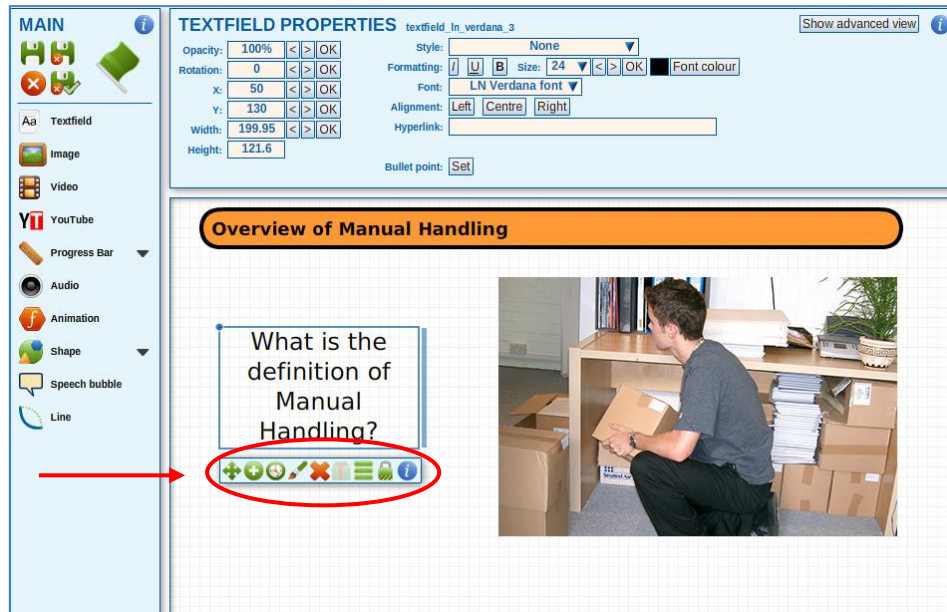 MAIN
Aa Textfield
Image
Video
YouTube
Progress Bar
Audio
Animation
Shape
Speech bubble
Line
TEXTFIELD PROPERTIES textfield_ln_verdana_3
Show advanced view
Opacity: 100% < > OK
Rotation: 0 < > OK
X: 50 < > OK
Y: 130 < > OK
Width: 199.95 < > OK
Height: 121.6
Style: None
Formatting: I U B Size: 24 < > OK Font colour
Font: LN Verdana font
Alignment: Left Centre Right
Hyperlink:
Bullet point: Set
Overview of Manual Handling
What is the
definition of
Manual
Handling?
Sealed Air